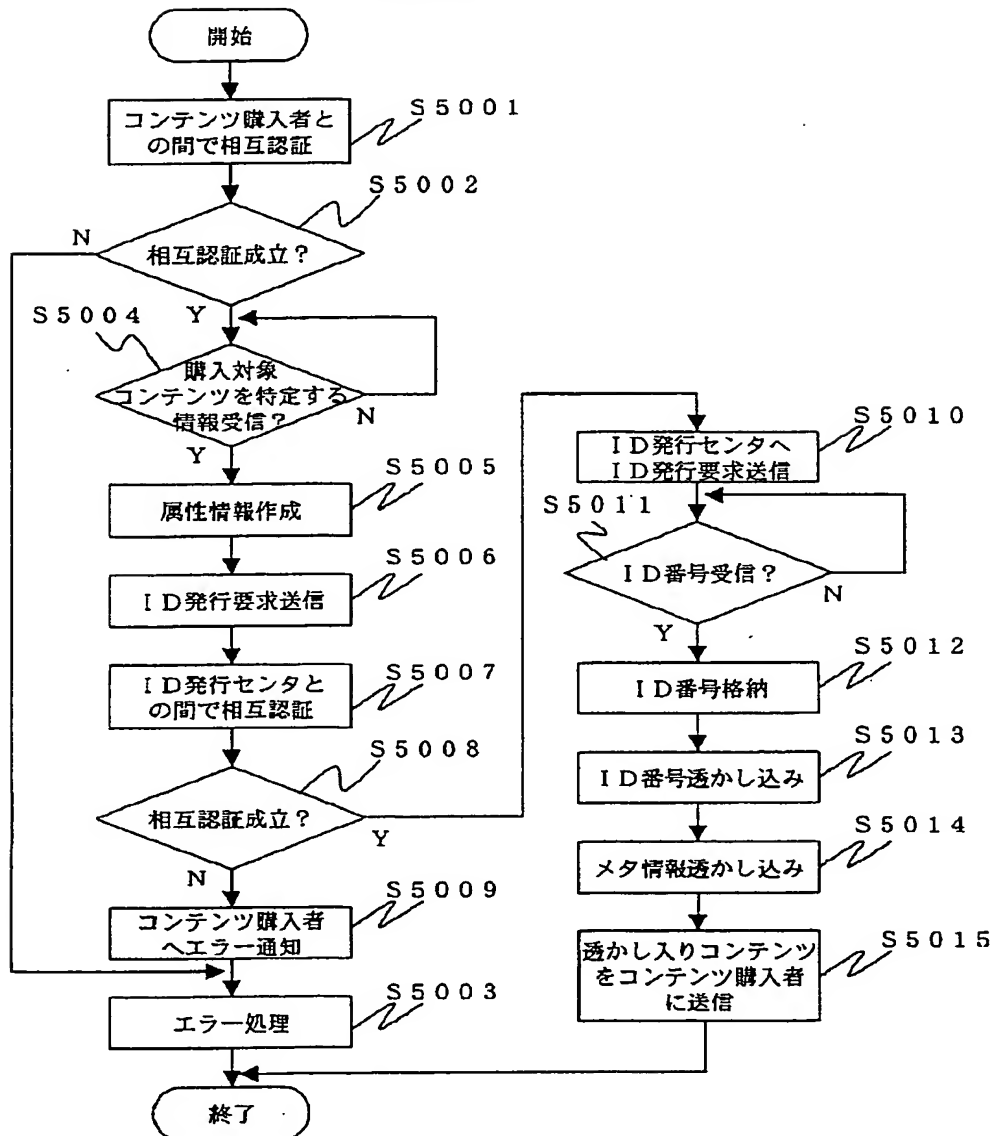 開始
コンテンツ購入者と
の間で相互認証
S5001
S5002
相互認証成立？
N
Y
S5004
購入対象
コンテンツを特定する
情報受信？
N
Y
S5005
属性情報作成
S5006
ID発行要求送信
S5007
ID発行センタと
の間で相互認証
S5008
相互認証成立？
Y
N
S5009
コンテンツ購入者
へエラー通知
S5003
エラー処理
終了
S5010
ID発行センタへ
ID発行要求送信
S5011
ID番号受信？
N
Y
S5012
ID番号格納
S5013
ID番号透かし込み
S5014
メタ情報透かし込み
S5015
透かし入りコンテンツ
をコンテンツ購入者
に送信